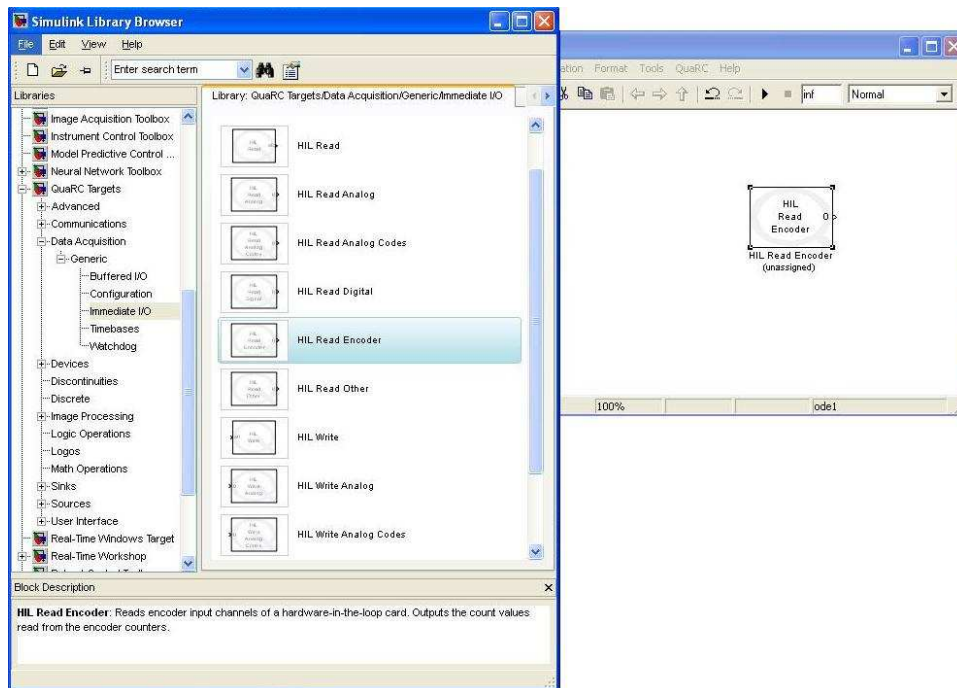 Simulink Library Browser
File Edit View Help
Enter search term
Libraries
Library: QuaRC Targets/Data Acquisition/Generic/Immediate I/O
Image Acquisition Toolbox
Instrument Control Toolbox
Model Predictive Control ...
Neural Network Toolbox
QuaRC Targets
Advanced
Communications
Data Acquisition
Generic
Buffered I/O
Configuration
Immediate I/O
Timebases
Watchdog
Devices
Discontinuities
Discrete
Image Processing
Logic Operations
Logos
Math Operations
Sinks
Sources
User Interface
Real-Time Windows Target
Real-Time Workshop
HIL Read
HIL Read Analog
HIL Read Analog Codes
HIL Read Digital
HIL Read Encoder
HIL Read Other
HIL Write
HIL Write Analog
HIL Write Analog Codes
Block Description
HIL Read Encoder: Reads encoder input channels of a hardware-in-the-loop card. Outputs the count values
read from the encoder counters.
ation Format Tools QuaRC Help
inf Normal
HIL
Read 0
Encoder
HIL Read Encoder
(unassigned)
100% ode1